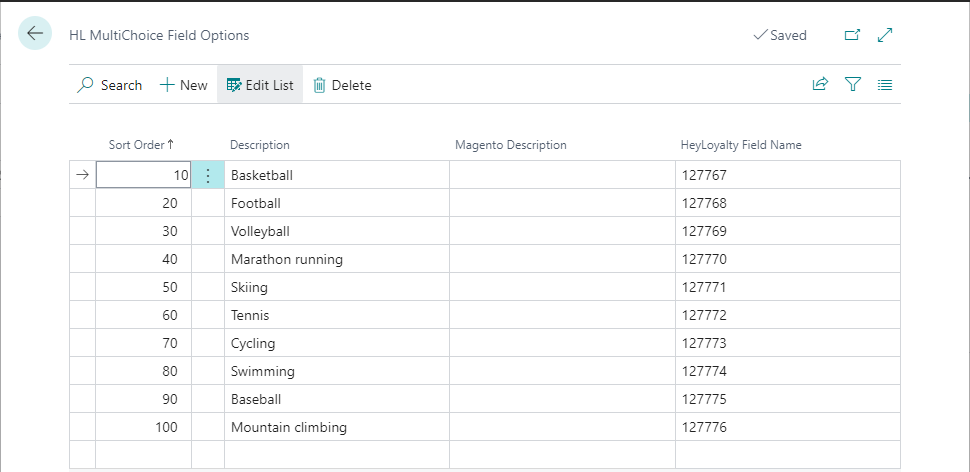 HL MultiChoice Field Options Saved
Search New Edit List Delete
Sort Order↑ Description Magento Description HeyLoyalty Field Name
10 Basketball 127767
20 Football 127768
30 Volleyball 127769
40 Marathon running 127770
50 Skiing 127771
60 Tennis 127772
70 Cycling 127773
80 Swimming 127774
90 Baseball 127775
100 Mountain climbing 127776